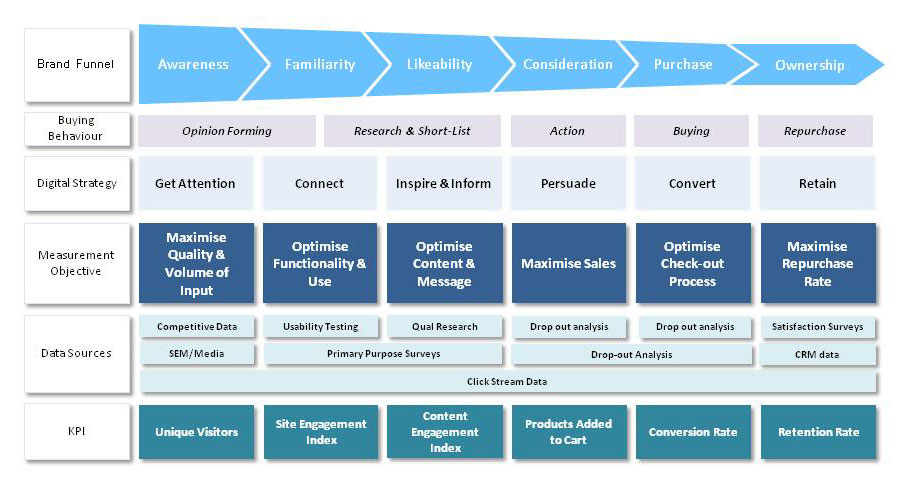 Brand Funnel
Awareness
Familiarity
Likeability
Consideration
Purchase
Ownership
Buying
Behaviour
Opinion Forming
Research & Short-List
Action
Buying
Repurchase
Digital Strategy
Get Attention
Connect
Inspire & Inform
Persuade
Convert
Retain
Measurement
Objective
Maximise
Quality &
Volume of
Input
Optimise
Functionality &
Use
Optimise
Content &
Message
Maximise Sales
Optimise
Check-out
Process
Maximise
Repurchase
Rate
Data Sources
Competitive Data
Usability Testing
Qual Research
Drop out analysis
Drop out analysis
Satisfaction Surveys
SEM/Media
Primary Purpose Surveys
Drop-out Analysis
CRM data
Click Stream Data
KPI
Unique Visitors
Site Engagement
Index
Content
Engagement
Index
Products Added
to Cart
Conversion Rate
Retention Rate